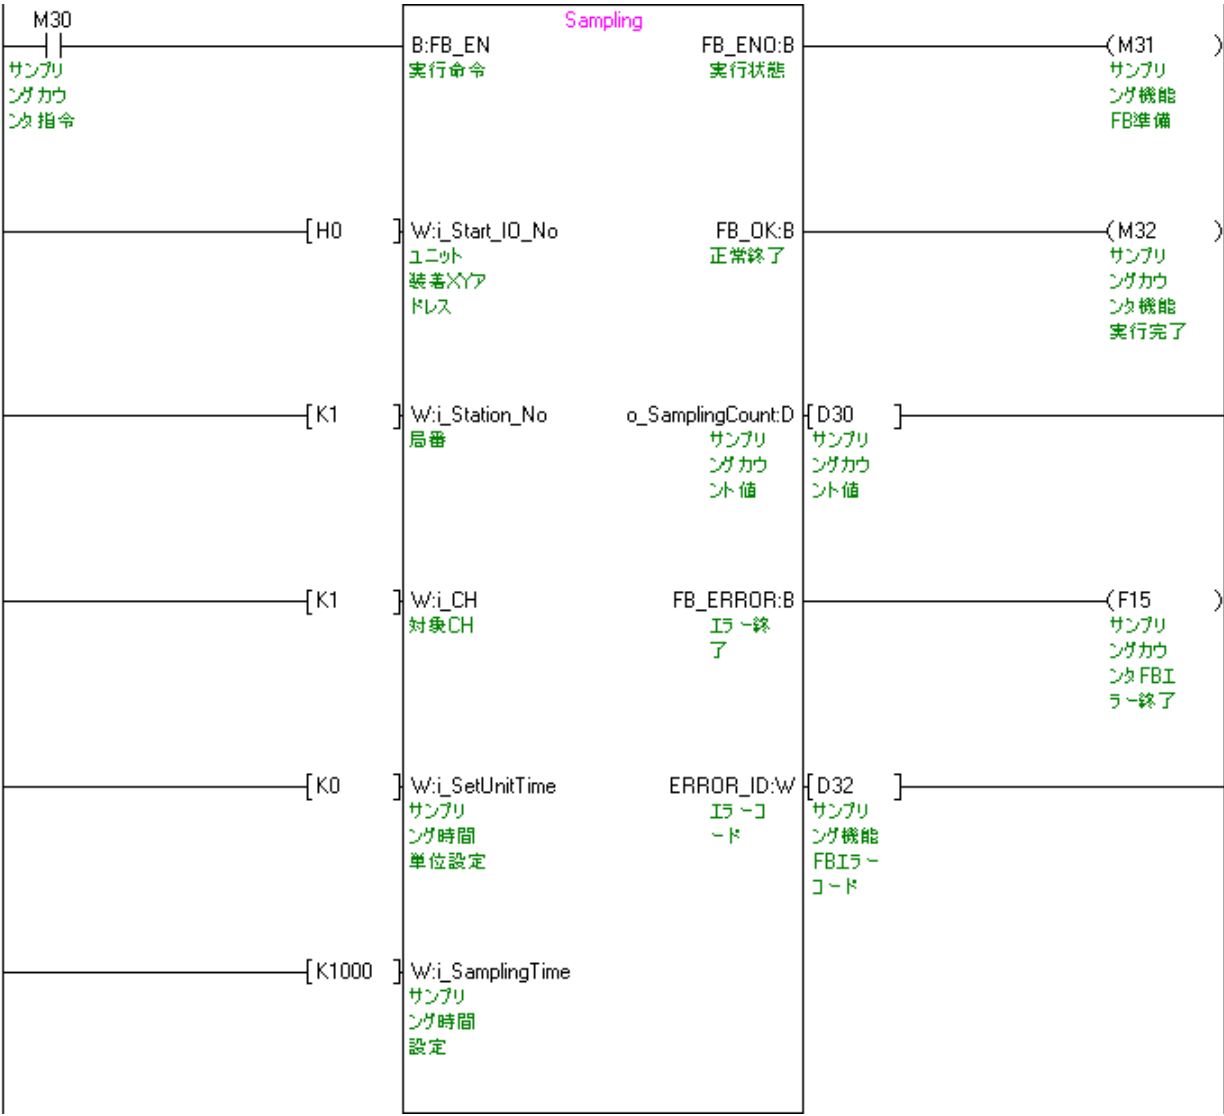 Sampling
M30
サンプリ
ングカウ
ンタ指令
B:FB_EN
実行命令
FB_ENO:B
実行状態
(M31 )
サンプリ
ング機能
FB準備
[H0 ]
W:i_Start_IO_No
ユニット
装着XYア
ドレス
FB_OK:B
正常終了
(M32 )
サンプリ
ングカウ
ンタ機能
実行完了
[K1 ]
W:i_Station_No
局番
o_SamplingCount:D
サンプリ
ングカウ
ント値
[D30 ]
サンプリ
ングカウ
ント値
[K1 ]
W:i_CH
対象CH
FB_ERROR:B
エラー終
了
(F15 )
サンプリ
ングカウ
ンタFBエ
ラー終了
[K0 ]
W:i_SetUnitTime
サンプリ
ング時間
単位設定
ERROR_ID:W
エラーコ
ード
[D32 ]
サンプリ
ング機能
FBエラー
コード
[K1000 ]
W:i_SamplingTime
サンプリ
ング時間
設定